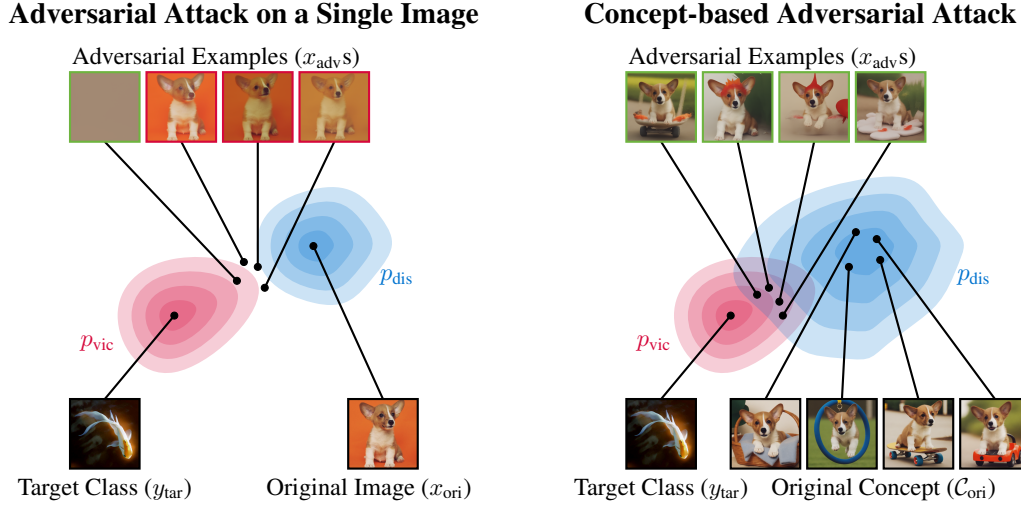 Adversarial Attack on a Single Image
Adversarial Examples (x_adv s)
p_dis
p_vic
Target Class (y_tar)
Original Image (x_ori)
Concept-based Adversarial Attack
Adversarial Examples (x_adv s)
p_dis
p_vic
Target Class (y_tar)
Original Concept (𝒞_ori)